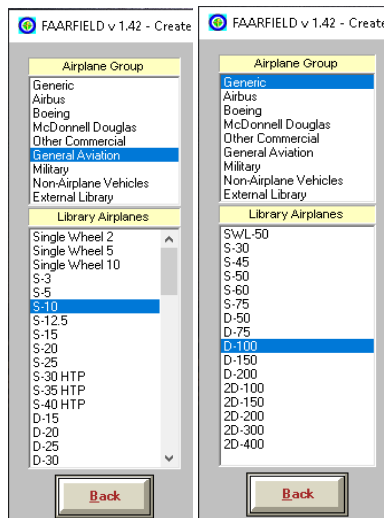 FAARFIELD v 1.42 - Create
Airplane Group
Generic
Airbus
Boeing
McDonnell Douglas
Other Commercial
General Aviation
Military
Non-Airplane Vehicles
External Library
Library Airplanes
Single Wheel 2
Single Wheel 5
Single Wheel 10
S-3
S-5
S-10
S-12.5
S-15
S-20
S-25
S-30 HTP
S-35 HTP
S-40 HTP
D-15
D-20
D-25
D-30
Back
FAARFIELD v 1.42 - Create
Airplane Group
Generic
Airbus
Boeing
McDonnell Douglas
Other Commercial
General Aviation
Military
Non-Airplane Vehicles
External Library
Library Airplanes
SWL-50
S-30
S-45
S-50
S-60
S-75
D-50
D-75
D-100
D-150
D-200
2D-100
2D-150
2D-200
2D-300
2D-400
Back